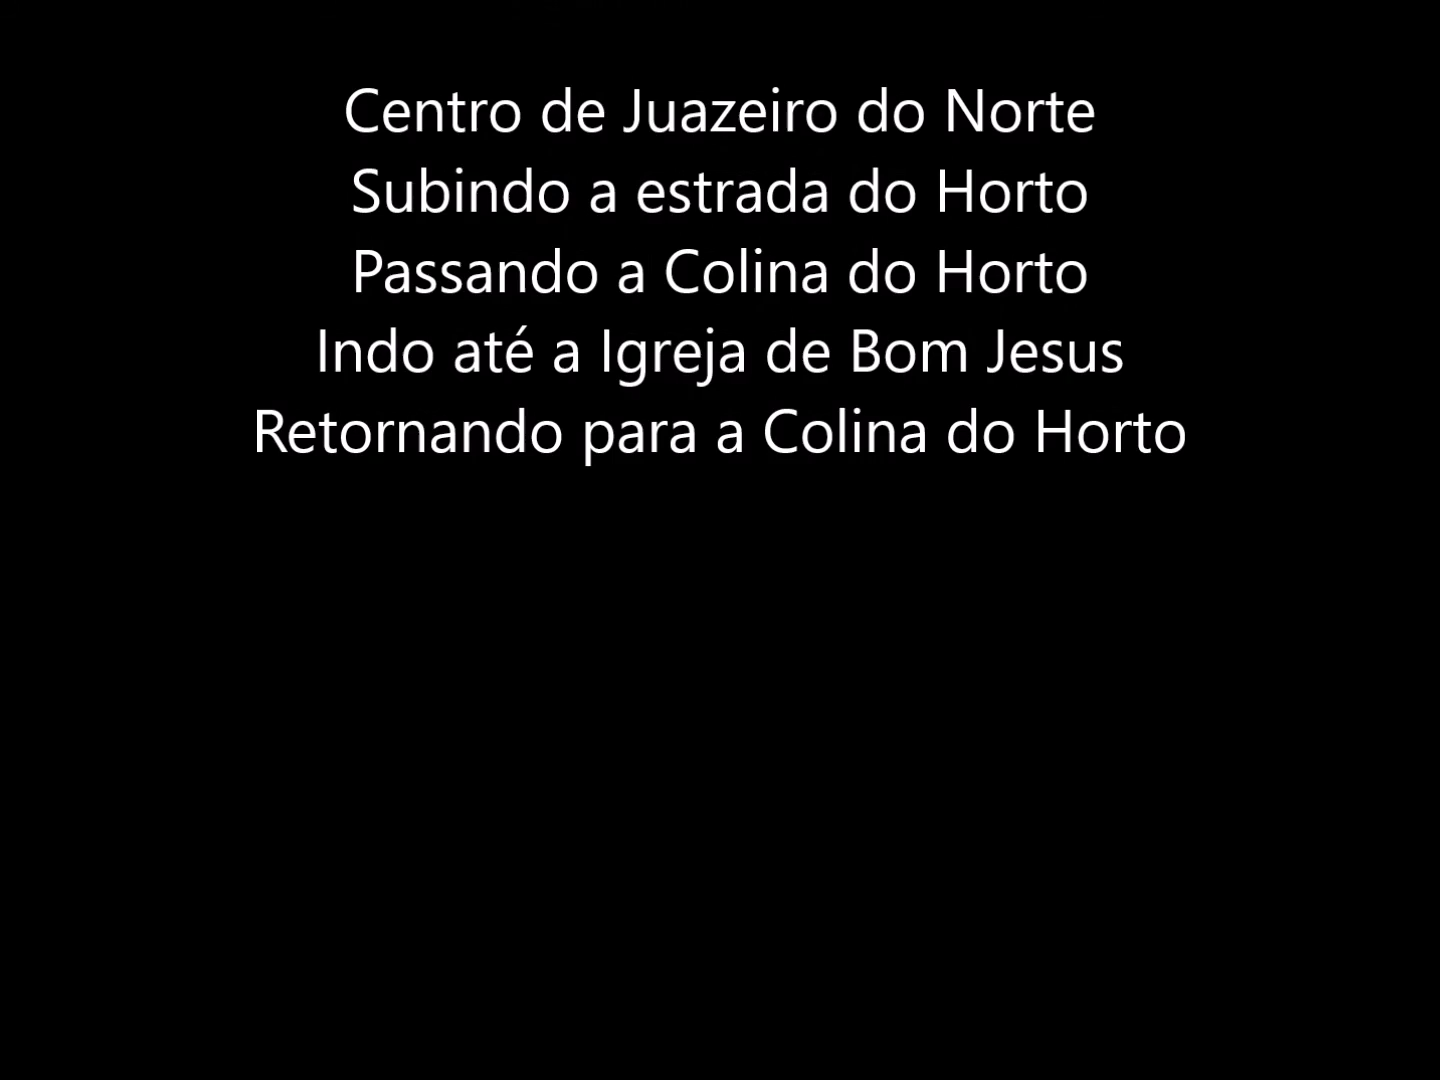 Centro de Juazeiro do Norte
Subindo a estrada do Horto
Passando a Colina do Horto
Indo até a Igreja de Bom Jesus
Retornando para a Colina do Horto